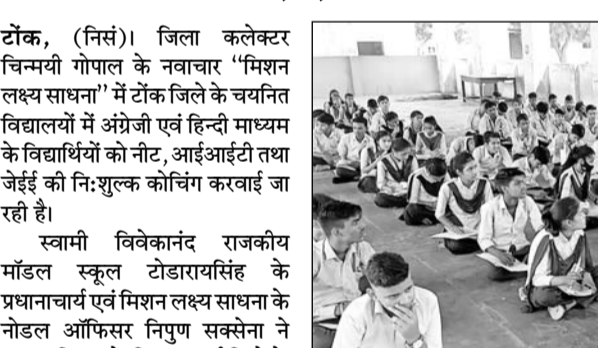 टोंक, (निसं)। जिला कलेक्टर
चिन्मयी गोपाल के नवाचार “मिशन
लक्ष्य साधना” में टोंक जिले के चयनित
विद्यालयों में अंग्रेजी एवं हिन्दी माध्यम
के विद्यार्थियों को नीट, आईआईटी तथा
जेईई की नि:शुल्क कोचिंग करवाई जा
रही है।
स्वामी विवेकानंद राजकीय
मॉडल स्कूल टोडारायसिंह के
प्रधानाचार्य एवं मिशन लक्ष्य साधना के
नोडल ऑफिसर निपुण सक्सेना ने